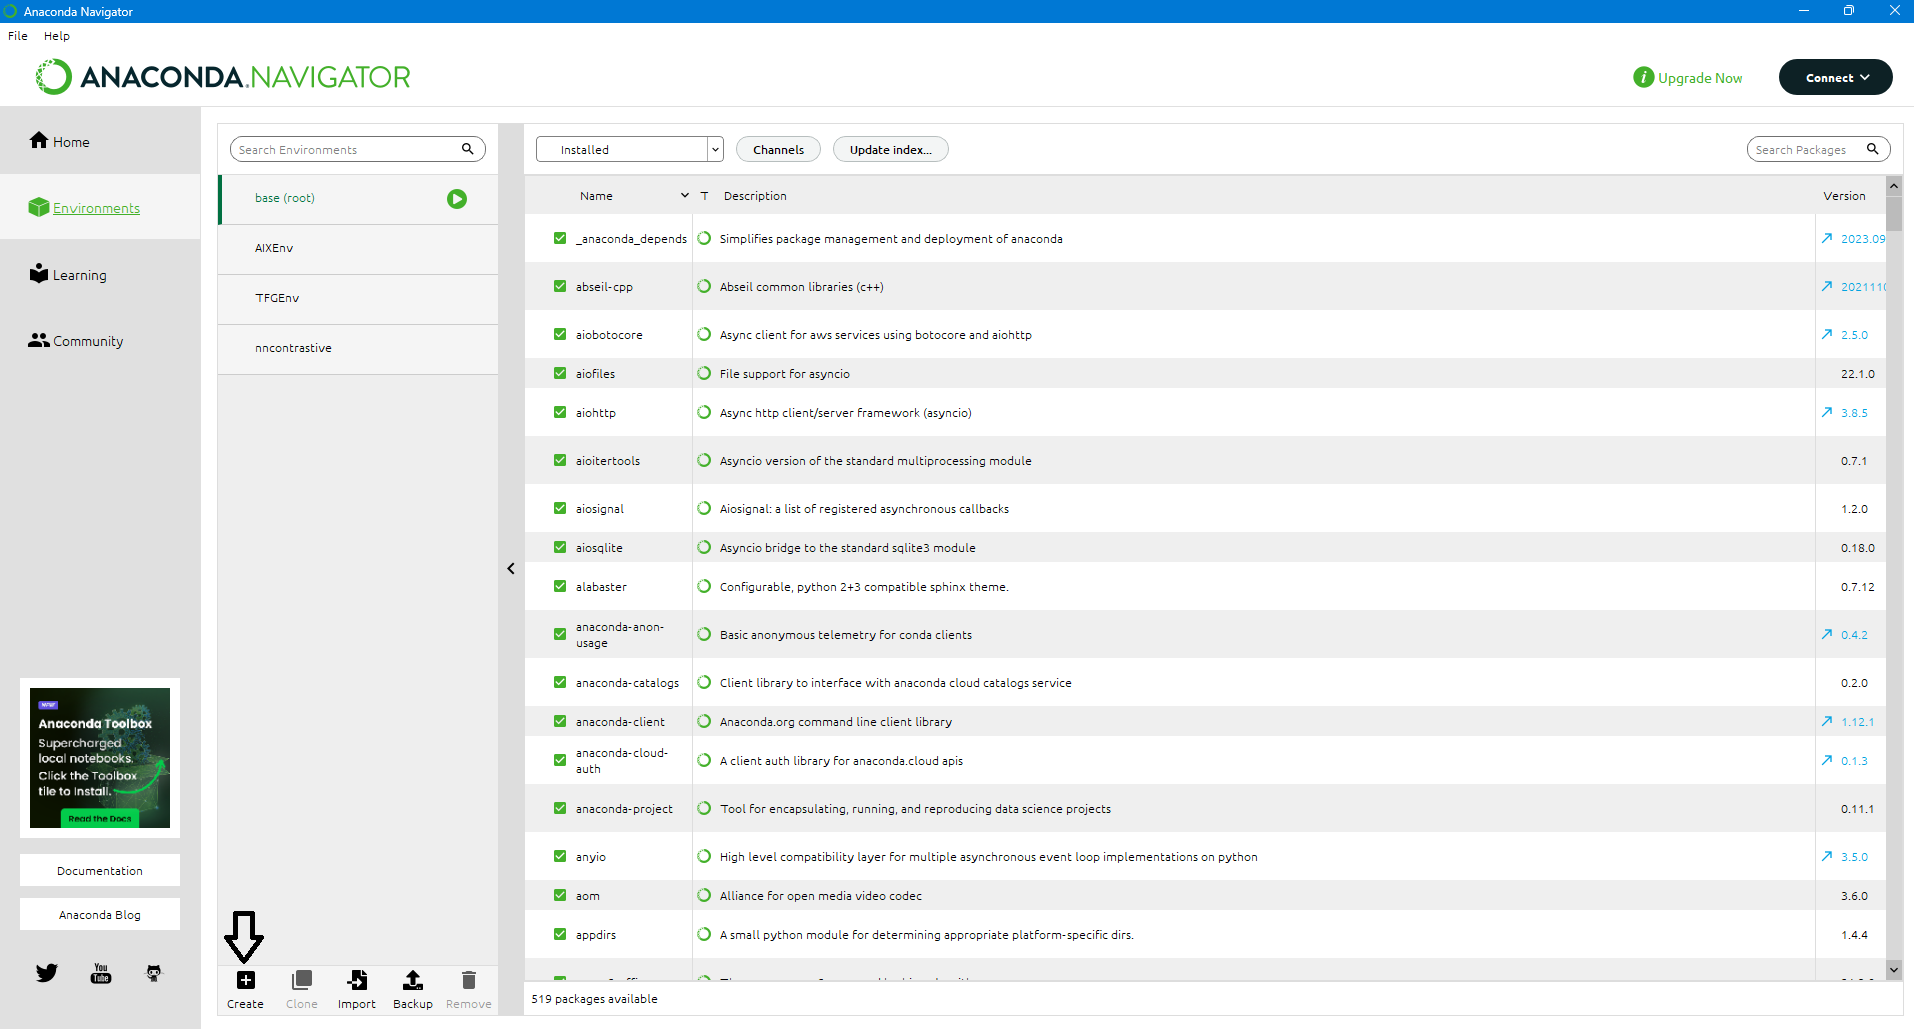 Anaconda Navigator
File Help
ANACONDA.NAVIGATOR
i Upgrade Now
Connect
Home
Environments
Learning
Community
NEW
Anaconda Toolbox
Supercharged
local notebooks.
Click the Toolbox
tile to install.
Read the Docs
Documentation
Anaconda Blog
You
Tube
Search Environments
base (root)
AIXEnv
TFGEnv
nncontrastive
Create Clone Import Backup Remove
Installed Channels Update index... Search Packages
Name T Description Version
_anaconda_depends Simplifies package management and deployment of anaconda 2023.09
abseil-cpp Abseil common libraries (c++) 2021110
aiobotocore Async client for aws services using botocore and aiohttp 2.5.0
aiofiles File support for asyncio 22.1.0
aiohttp Async http client/server framework (asyncio) 3.8.5
aioitertools Asyncio version of the standard multiprocessing module 0.7.1
aiosignal Aiosignal: a list of registered asynchronous callbacks 1.2.0
aiosqlite Asyncio bridge to the standard sqlite3 module 0.18.0
alabaster Configurable, python 2+3 compatible sphinx theme. 0.7.12
anaconda-anon-
usage Basic anonymous telemetry for conda clients 0.4.2
anaconda-catalogs Client library to interface with anaconda cloud catalogs service 0.2.0
anaconda-client Anaconda.org command line client library 1.12.1
anaconda-cloud-
auth A client auth library for anaconda.cloud apis 0.1.3
anaconda-project Tool for encapsulating, running, and reproducing data science projects 0.11.1
anyio High level compatibility layer for multiple asynchronous event loop implementations on python 3.5.0
aom Alliance for open media video codec 3.6.0
appdirs A small python module for determining appropriate platform-specific dirs. 1.4.4
519 packages available